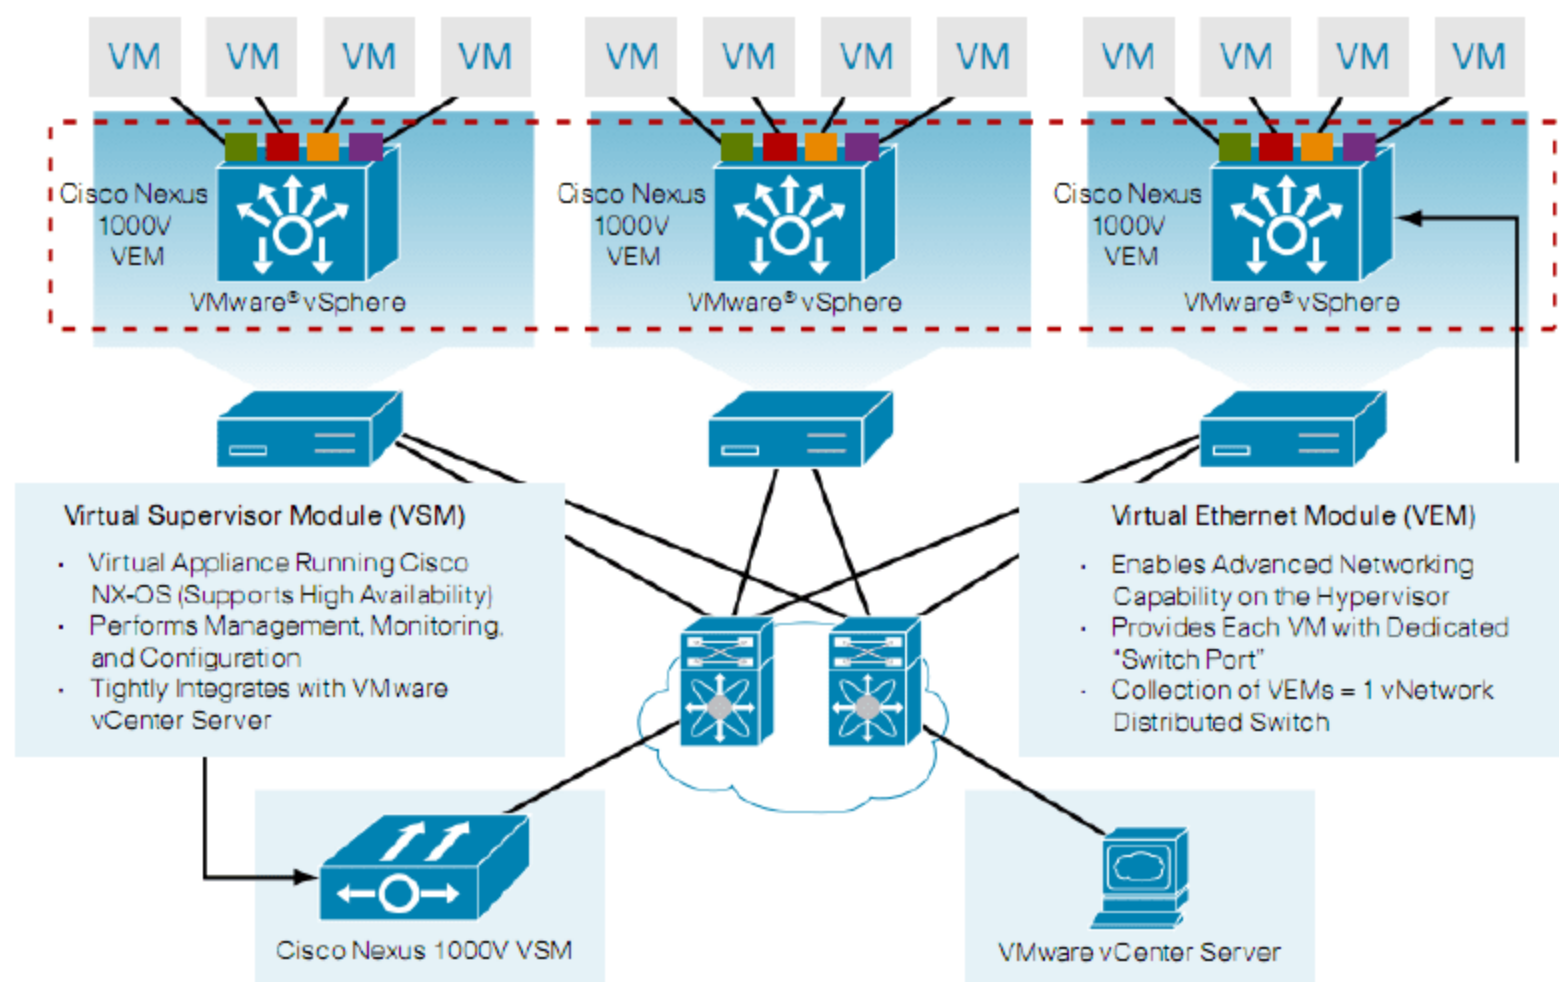 VM VM VM VM VM VM VM VM VM VM VM VM
Cisco Nexus
1000V
VEM
VMware® vSphere
Cisco Nexus
1000V
VEM
VMware® vSphere
Cisco Nexus
1000V
VEM
VMware® vSphere
Virtual Supervisor Module (VSM)
· Virtual Appliance Running Cisco
NX-OS (Supports High Availability)
· Performs Management, Monitoring,
and Configuration
· Tightly Integrates with VMware
vCenter Server
Virtual Ethernet Module (VEM)
· Enables Advanced Networking
Capability on the Hypervisor
· Provides Each VM with Dedicated
“Switch Port”
· Collection of VEMs = 1 vNetwork
Distributed Switch
Cisco Nexus 1000V VSM
VMware vCenter Server